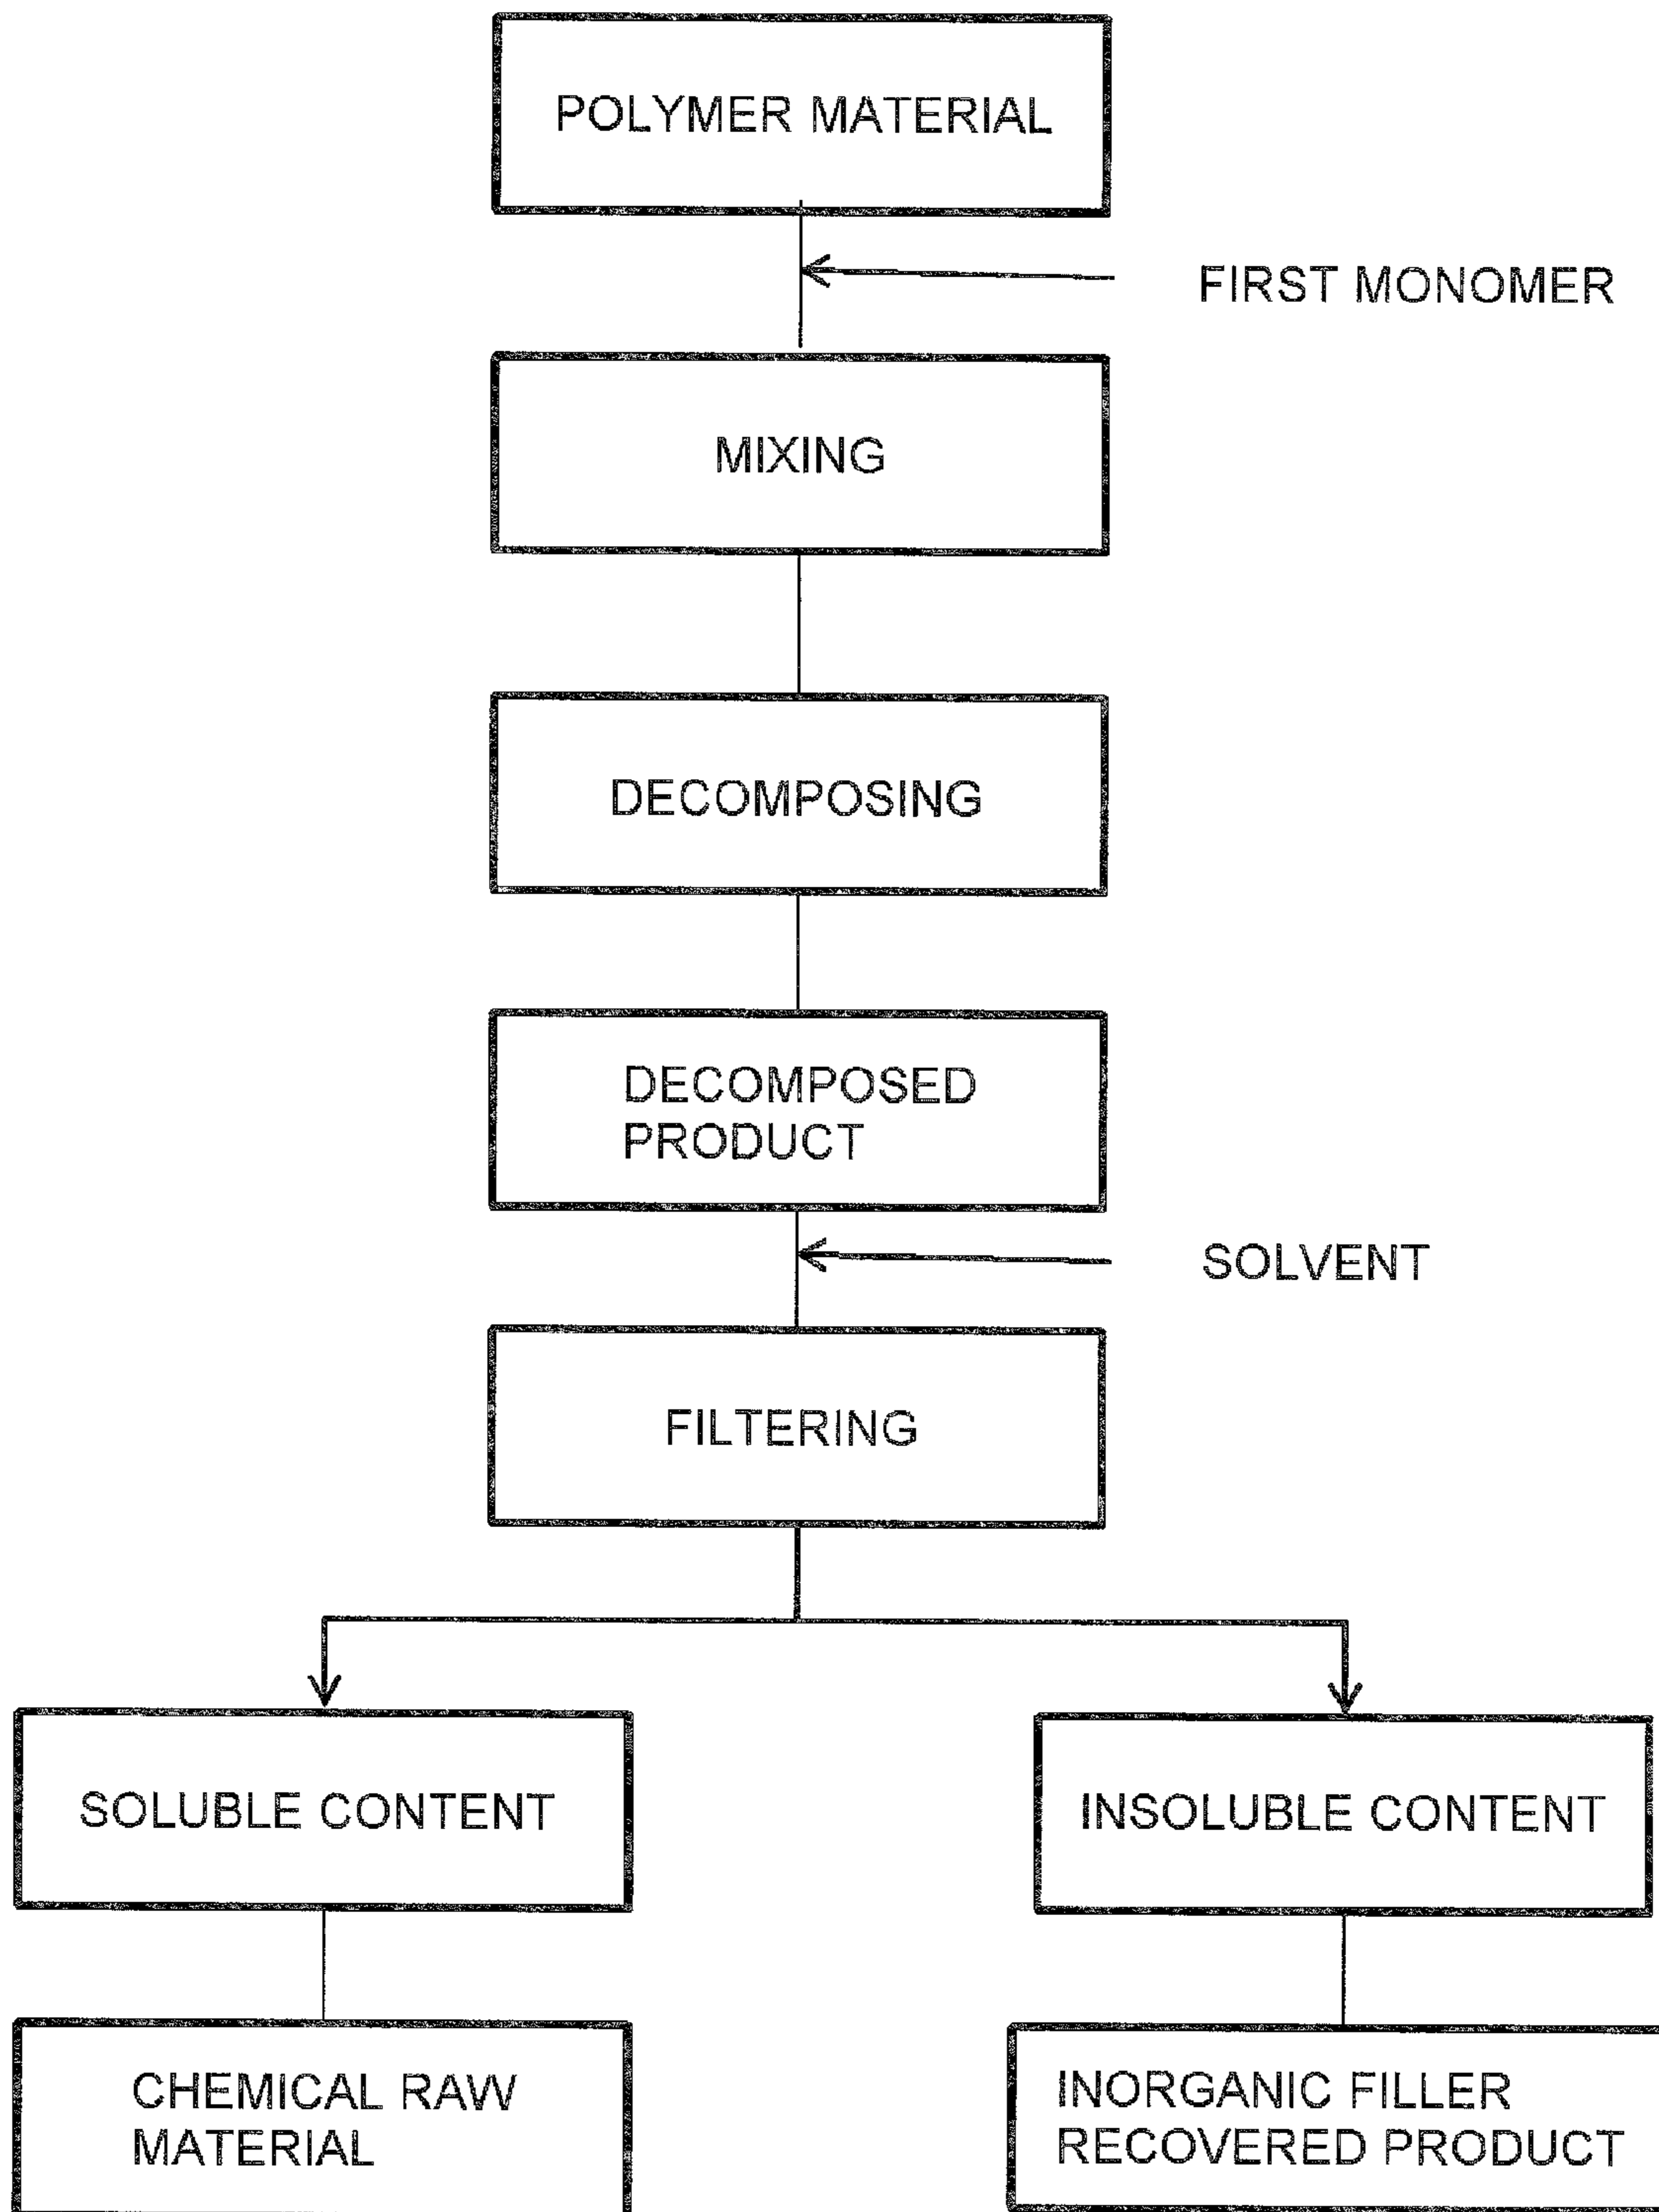 POLYMER MATERIAL
FIRST MONOMER
MIXING
DECOMPOSING
DECOMPOSED
PRODUCT
SOLVENT
FILTERING
SOLUBLE CONTENT
INSOLUBLE CONTENT
CHEMICAL RAW
MATERIAL
INORGANIC FILLER
RECOVERED PRODUCT